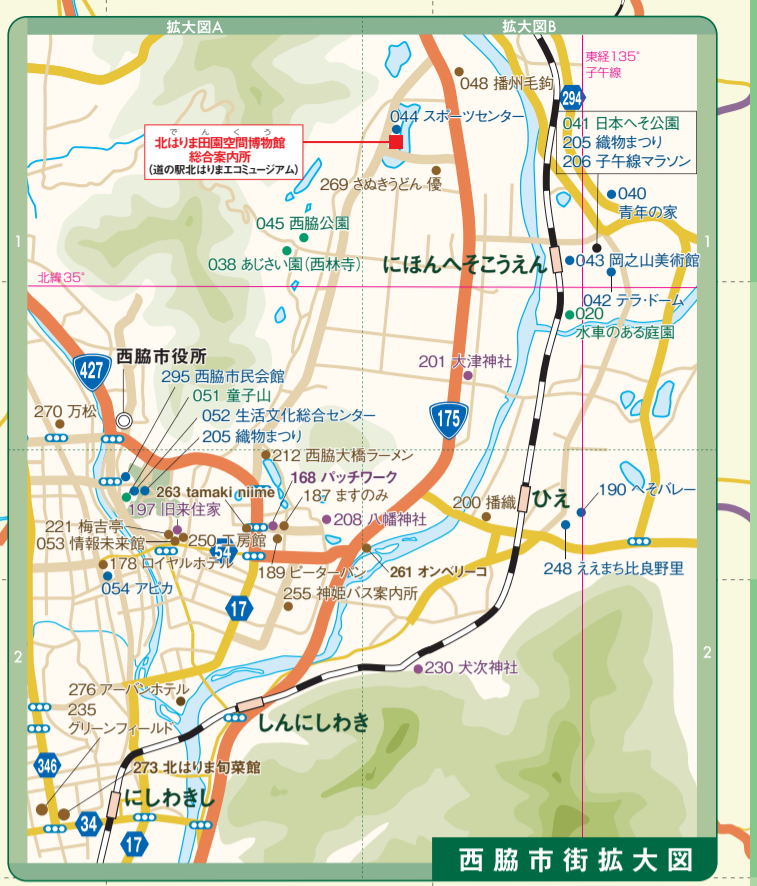 拡大図A
拡大図B
東経135°
子午線
048 播州毛鉤
294
044 スポーツセンター
041 日本へそ公園
205 織物まつり
206 子午線マラソン
でんくう
北はりま田園空間博物館
総合案内所
(道の駅北はりまエコミュージアム)
269 さぬきうどん 優
040
青年の家
045 西脇公園
038 あじさい園(西林寺)
にほんへそこうえん
043 岡之山美術館
1
1
北緯35°
042 テラ・ドーム
020
水車のある庭園
西脇市役所
427
295 西脇市民会館
051 童子山
201 大津神社
270 万松
052 生活文化総合センター
205 織物まつり
175
212 西脇大橋ラーメン
168 パッチワーク
263 tamaki niime
187 ますのみ
190 へそバレー
197 旧来住家
200 播織
ひえ
208 八幡神社
221 梅吉亭
053 情報未来館
250 工房館
54
178 ロイヤルホテル
189 ピーターパン
261 オンベリーコ
248 ええまち比良野里
054 アピカ
255 神姫バス案内所
17
2
2
230 犬次神社
276 アーバンホテル
235
グリーンフィールド
しんにしわき
346
273 北はりま旬菜館
にしわきし
34
17
西脇市街拡大図